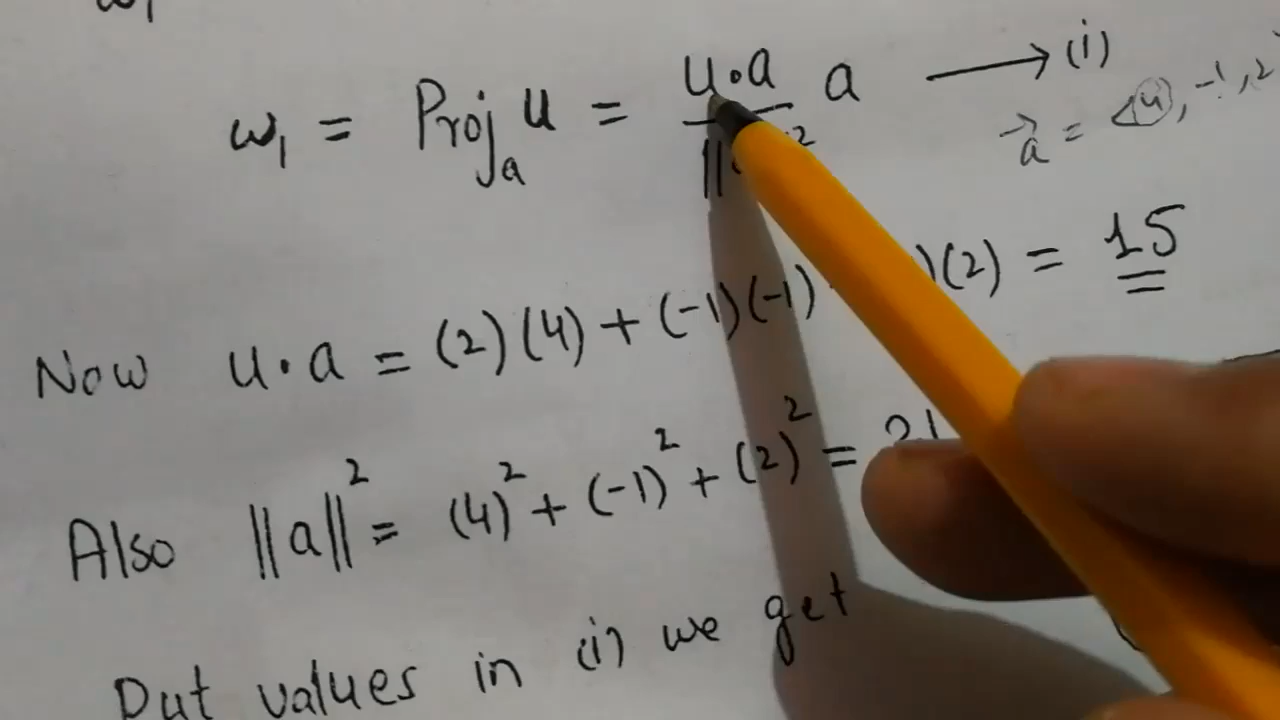 w₁ = Proj_a u = u·a / ||a||² a ⟶ (i)
a⃗ = <4, -1, 2
Now u·a = (2)(4) + (-1)(-1) )(2) = 15
Also ||a||² = (4)² + (-1)² + (2)² = 21
Put values in (i) we get